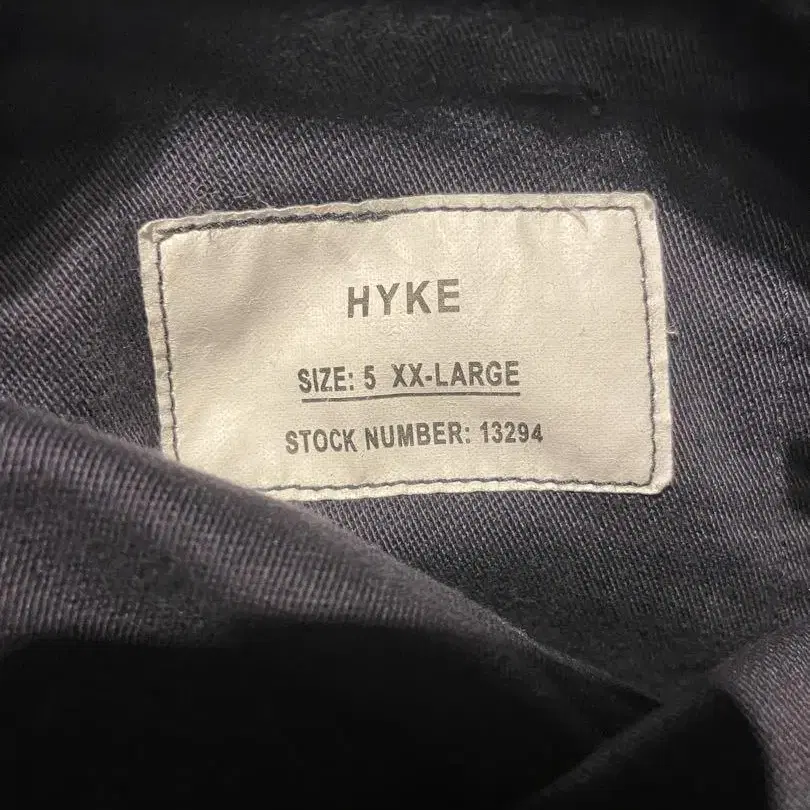 HYKE
SIZE: 5 XX-LARGE
STOCK NUMBER: 13294